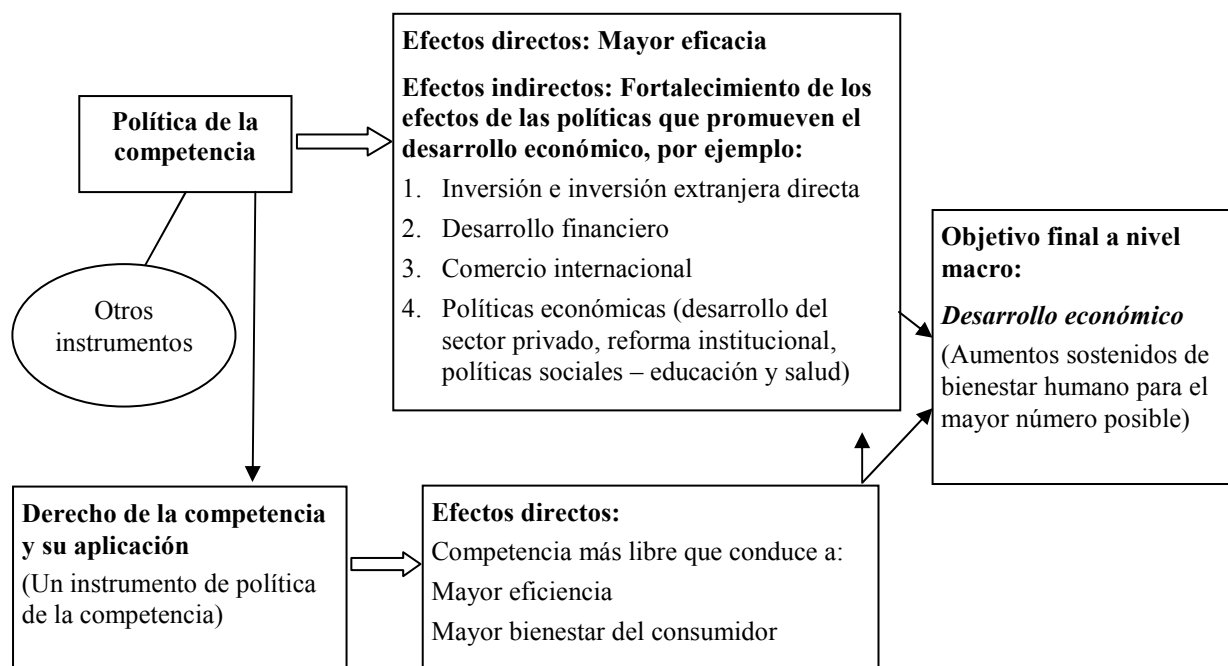 Política de la
competencia
Otros
instrumentos
Efectos directos: Mayor eficacia
Efectos indirectos: Fortalecimiento de los
efectos de las políticas que promueven el
desarrollo económico, por ejemplo:
1. Inversión e inversión extranjera directa
2. Desarrollo financiero
3. Comercio internacional
4. Políticas económicas (desarrollo del
sector privado, reforma institucional,
políticas sociales – educación y salud)
Objetivo final a nivel
macro:
Desarrollo económico
(Aumentos sostenidos de
bienestar humano para el
mayor número posible)
Derecho de la competencia
y su aplicación
(Un instrumento de política
de la competencia)
Efectos directos:
Competencia más libre que conduce a:
Mayor eficiencia
Mayor bienestar del consumidor